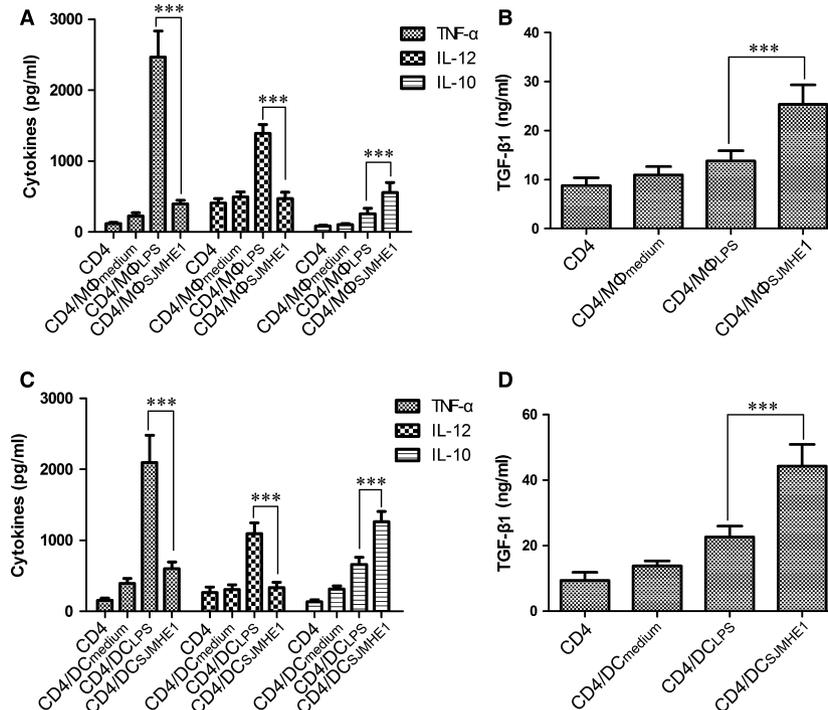 A
***
3000
2000
1000
0
Cytokines (pg/ml)
***
***
TNF-α
IL-12
IL-10
CD4
CD4/MΦmedium
CD4/MΦLPS
CD4/MΦSJMHE1
CD4
CD4/MΦmedium
CD4/MΦLPS
CD4/MΦSJMHE1
CD4
CD4/MΦmedium
CD4/MΦLPS
CD4/MΦSJMHE1
B
40
30
20
10
0
TGF-β1 (ng/ml)
***
CD4
CD4/MΦmedium
CD4/MΦLPS
CD4/MΦSJMHE1
C
3000
2000
1000
0
Cytokines (pg/ml)
***
***
***
TNF-α
IL-12
IL-10
CD4
CD4/DCmedium
CD4/DCLPS
CD4/DCSJMHE1
CD4
CD4/DCmedium
CD4/DCLPS
CD4/DCSJMHE1
CD4
CD4/DCmedium
CD4/DCLPS
CD4/DCSJMHE1
D
60
40
20
0
TGF-β1 (ng/ml)
***
CD4
CD4/DCmedium
CD4/DCLPS
CD4/DCSJMHE1